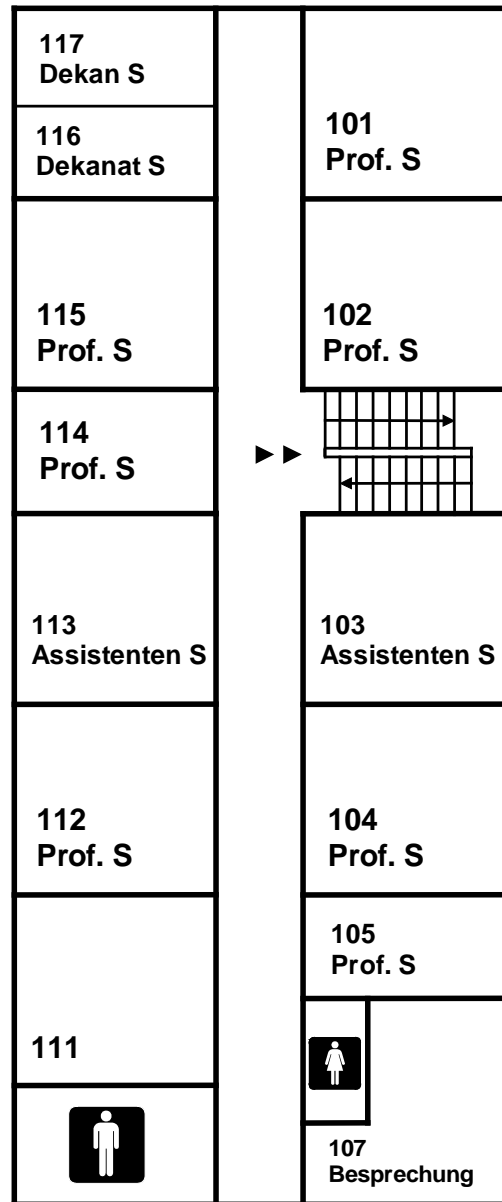 117
Dekan S
116
Dekanat S
101
Prof. S
115
Prof. S
102
Prof. S
114
Prof. S
113
Assistenten S
103
Assistenten S
112
Prof. S
104
Prof. S
105
Prof. S
111
107
Besprechung